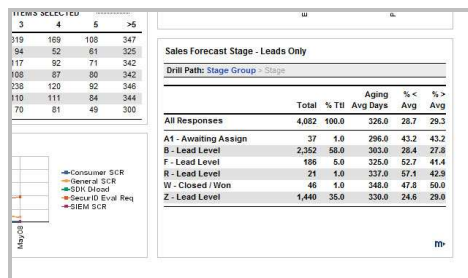 ITEMS SELECTED
3 4 5 >5
319 169 108 347
94 52 61 325
117 92 71 342
108 87 80 342
238 120 92 346
110 111 84 344
70 81 49 300
Consumer SCR
General SCR
SDK Dload
SecurID Eval Req
SIEM SCR
May08
Sales Forecast Stage - Leads Only
Drill Path: Stage Group > Stage
Aging % < % >
Total % Ttl Avg Days Avg Avg
All Responses 4,082 100.0 326.0 28.7 29.3
A1 - Awaiting Assign 37 1.0 296.0 43.2 43.2
B - Lead Level 2,352 58.0 303.0 28.4 27.8
F - Lead Level 186 5.0 325.0 52.7 41.4
R - Lead Level 21 1.0 337.0 57.1 42.9
W - Closed / Won 46 1.0 348.0 47.8 50.0
Z - Lead Level 1,440 35.0 330.0 24.6 29.0
m